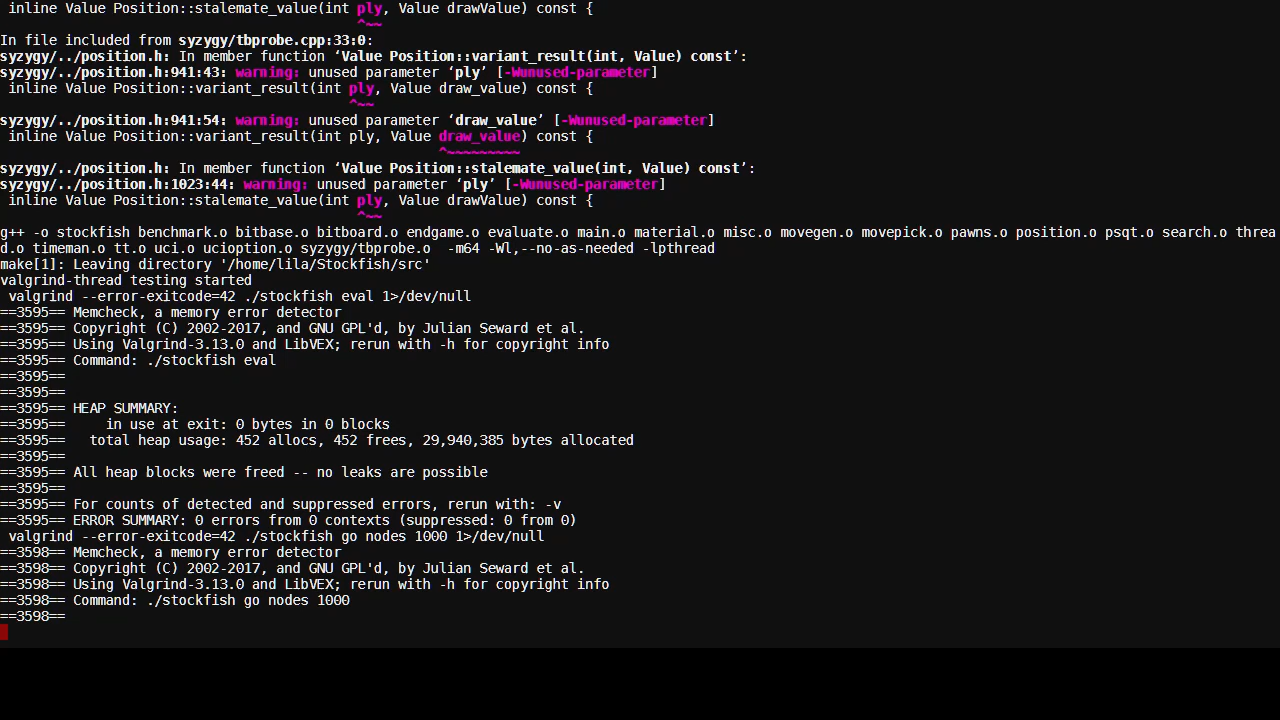 inline Value Position::stalemate_value(int ply, Value drawValue) const {
^~~
In file included from syzygy/tbprobe.cpp:33:0:
syzygy/../position.h: In member function ‘Value Position::variant_result(int, Value) const’:
syzygy/../position.h:941:43: warning: unused parameter ‘ply’ [-Wunused-parameter]
inline Value Position::variant_result(int ply, Value draw_value) const {
^~~
syzygy/../position.h:941:54: warning: unused parameter ‘draw_value’ [-Wunused-parameter]
inline Value Position::variant_result(int ply, Value draw_value) const {
^~~~~~~~~~
syzygy/../position.h: In member function ‘Value Position::stalemate_value(int, Value) const’:
syzygy/../position.h:1023:44: warning: unused parameter ‘ply’ [-Wunused-parameter]
inline Value Position::stalemate_value(int ply, Value drawValue) const {
^~~
g++ -o stockfish benchmark.o bitbase.o bitboard.o endgame.o evaluate.o main.o material.o misc.o movegen.o movepick.o pawns.o position.o psqt.o search.o threa
d.o timeman.o tt.o uci.o ucioption.o syzygy/tbprobe.o  -m64 -Wl,--no-as-needed -lpthread
make[1]: Leaving directory '/home/lila/Stockfish/src'
valgrind-thread testing started
valgrind --error-exitcode=42 ./stockfish eval 1>/dev/null
==3595== Memcheck, a memory error detector
==3595== Copyright (C) 2002-2017, and GNU GPL'd, by Julian Seward et al.
==3595== Using Valgrind-3.13.0 and LibVEX; rerun with -h for copyright info
==3595== Command: ./stockfish eval
==3595==
==3595==
==3595== HEAP SUMMARY:
==3595==     in use at exit: 0 bytes in 0 blocks
==3595==   total heap usage: 452 allocs, 452 frees, 29,940,385 bytes allocated
==3595==
==3595== All heap blocks were freed -- no leaks are possible
==3595==
==3595== For counts of detected and suppressed errors, rerun with: -v
==3595== ERROR SUMMARY: 0 errors from 0 contexts (suppressed: 0 from 0)
valgrind --error-exitcode=42 ./stockfish go nodes 1000 1>/dev/null
==3598== Memcheck, a memory error detector
==3598== Copyright (C) 2002-2017, and GNU GPL'd, by Julian Seward et al.
==3598== Using Valgrind-3.13.0 and LibVEX; rerun with -h for copyright info
==3598== Command: ./stockfish go nodes 1000
==3598==